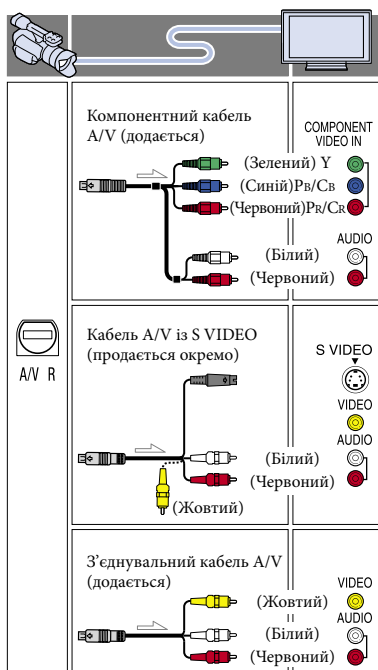 Компонентний кабель
A/V (додається)
COMPONENT
VIDEO IN
(Зелений) Y
(Синій)PB/CB
(Червоний)PR/CR
AUDIO
(Білий)
(Червоний)
A/V R
Кабель A/V із S VIDEO
(продається окремо)
S VIDEO
VIDEO
AUDIO
(Білий)
(Червоний)
(Жовтий)
З’єднувальний кабель A/V
(додається)
VIDEO
(Жовтий)
AUDIO
(Білий)
(Червоний)